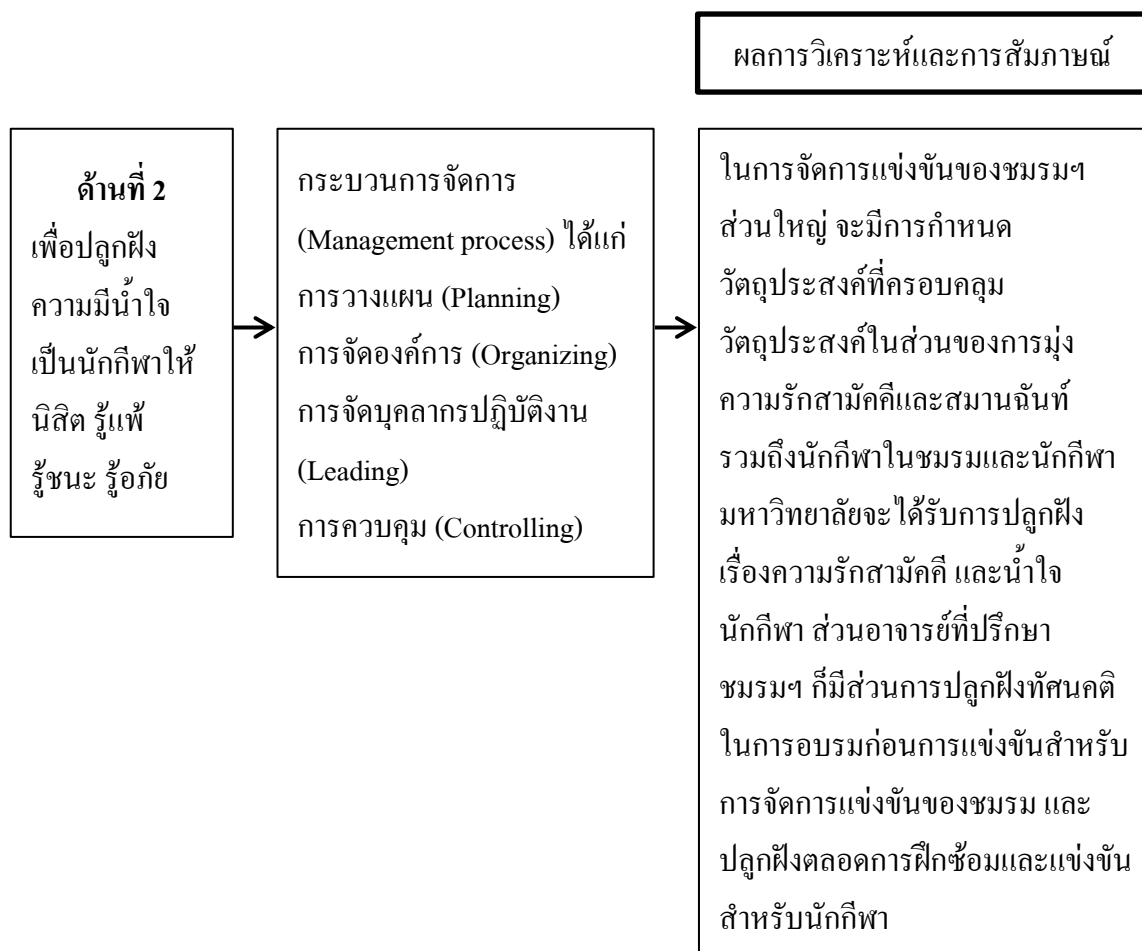 ผลการวิเคราะห์และการสัมภาษณ์
ด้านที่ 2
เพื่อปลูกฝัง
ความมีน้ำใจ
เป็นนักกีฬาให้
นิสิต รู้แพ้
รู้ชนะ รู้อภัย
กระบวนการจัดการ
(Management process) ได้แก่
การวางแผน (Planning)
การจัดองค์การ (Organizing)
การจัดบุคลากรปฏิบัติงาน
(Leading)
การควบคุม (Controlling)
ในการจัดการแข่งขันของชมรมฯ
ส่วนใหญ่ จะมีการกำหนด
วัตถุประสงค์ที่ครอบคลุม
วัตถุประสงค์ในส่วนของการมุ่ง
ความรักสามัคคีและสมานฉันท์
รวมถึงนักกีฬาในชมรมและนักกีฬา
มหาวิทยาลัยจะได้รับการปลูกฝัง
เรื่องความรักสามัคคี และน้ำใจ
นักกีฬา ส่วนอาจารย์ที่ปรึกษา
ชมรมฯ ก็มีส่วนการปลูกฝังทัศนคติ
ในการอบรมก่อนการแข่งขันสำหรับ
การจัดการแข่งขันของชมรม และ
ปลูกฝังตลอดการฝึกซ้อมและแข่งขัน
สำหรับนักกีฬา